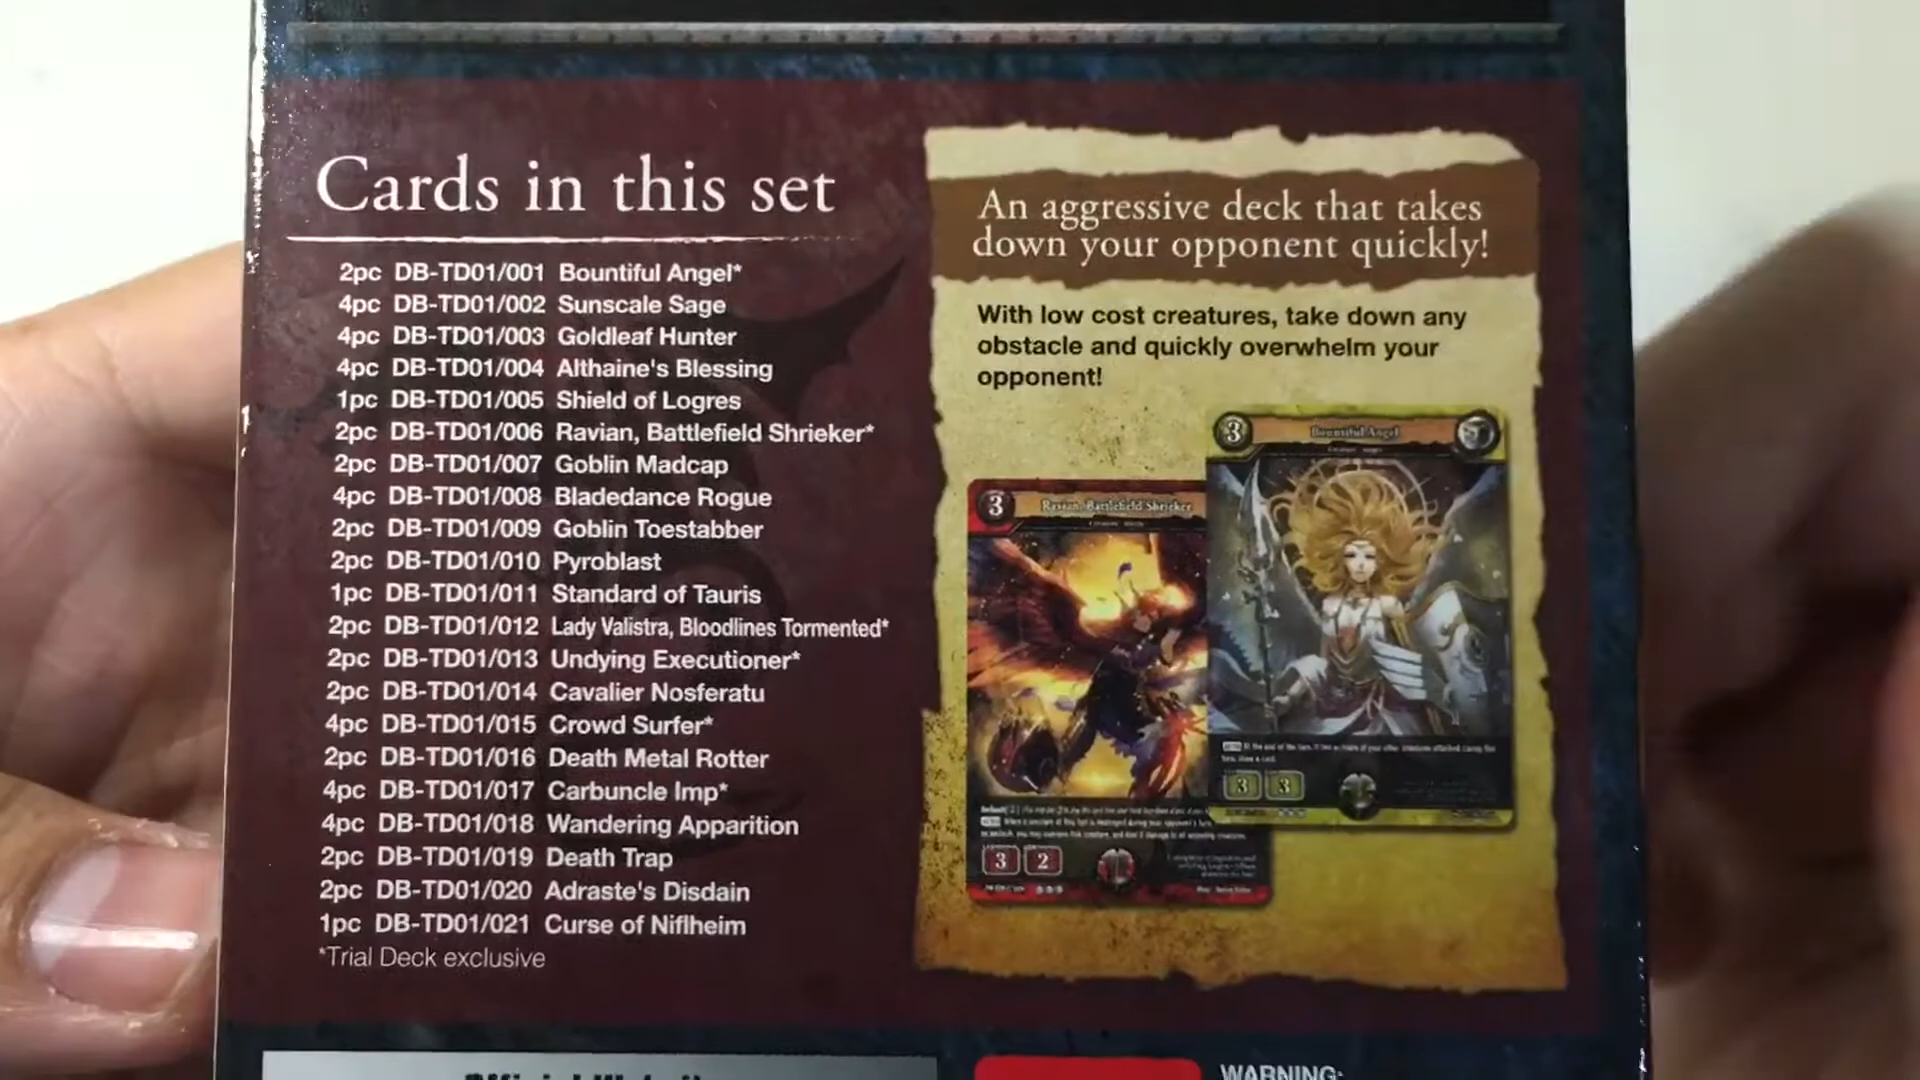 Cards in this set
2pc DB-TD01/001 Bountiful Angel*
4pc DB-TD01/002 Sunscale Sage
4pc DB-TD01/003 Goldleaf Hunter
4pc DB-TD01/004 Althaine's Blessing
1pc DB-TD01/005 Shield of Logres
2pc DB-TD01/006 Ravian, Battlefield Shrieker*
2pc DB-TD01/007 Goblin Madcap
4pc DB-TD01/008 Bladedance Rogue
2pc DB-TD01/009 Goblin Toestabber
2pc DB-TD01/010 Pyroblast
1pc DB-TD01/011 Standard of Tauris
2pc DB-TD01/012 Lady Valistra, Bloodlines Tormented*
2pc DB-TD01/013 Undying Executioner*
2pc DB-TD01/014 Cavalier Nosferatu
4pc DB-TD01/015 Crowd Surfer*
2pc DB-TD01/016 Death Metal Rotter
4pc DB-TD01/017 Carbuncle Imp*
4pc DB-TD01/018 Wandering Apparition
2pc DB-TD01/019 Death Trap
2pc DB-TD01/020 Adraste's Disdain
1pc DB-TD01/021 Curse of Niflheim
*Trial Deck exclusive
An aggressive deck that takes
down your opponent quickly!
With low cost creatures, take down any
obstacle and quickly overwhelm your
opponent!
3 Ravian, Battlefield Shrieker
3 2
3 Bountiful Angel
3 3
WARNING: